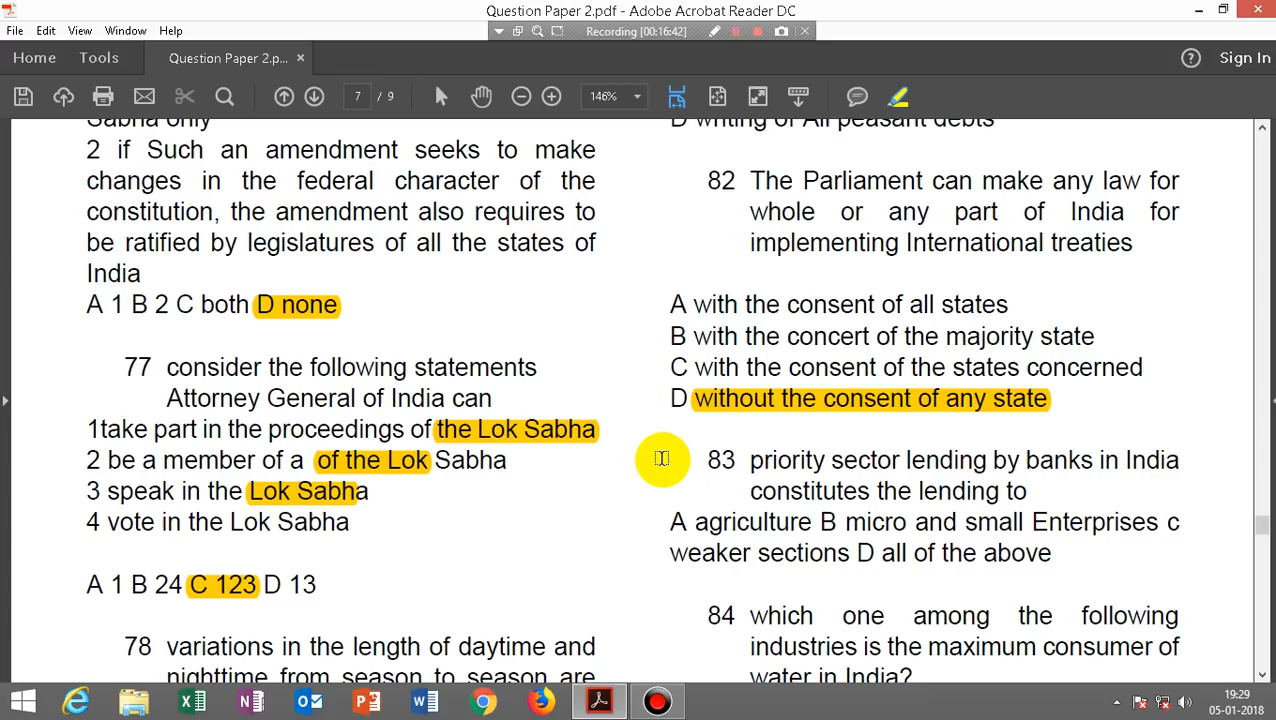 Question Paper 2.pdf - Adobe Acrobat Reader DC
File Edit View Window Help
Recording [00:16:42]
Home Tools Question Paper 2.p... × Sign In
7 / 9 146%
Sabha only
2 if Such an amendment seeks to make
changes in the federal character of the
constitution, the amendment also requires to
be ratified by legislatures of all the states of
India
A 1 B 2 C both D none
77 consider the following statements
Attorney General of India can
1take part in the proceedings of the Lok Sabha
2 be a member of a of the Lok Sabha
3 speak in the Lok Sabha
4 vote in the Lok Sabha
A 1 B 24 C 123 D 13
78 variations in the length of daytime and
nighttime from season to season are
D writing of All peasant debts
82 The Parliament can make any law for
whole or any part of India for
implementing International treaties
A with the consent of all states
B with the concert of the majority state
C with the consent of the states concerned
D without the consent of any state
83 priority sector lending by banks in India
constitutes the lending to
A agriculture B micro and small Enterprises c
weaker sections D all of the above
84 which one among the following
industries is the maximum consumer of
water in India?
19:29
05-01-2018